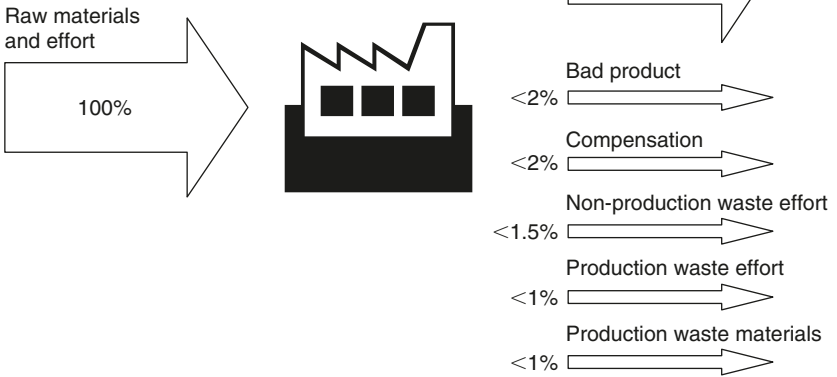 Raw materials
and effort
100%
Bad product
<2%
Compensation
<2%
Non-production waste effort
<1.5%
Production waste effort
<1%
Production waste materials
<1%